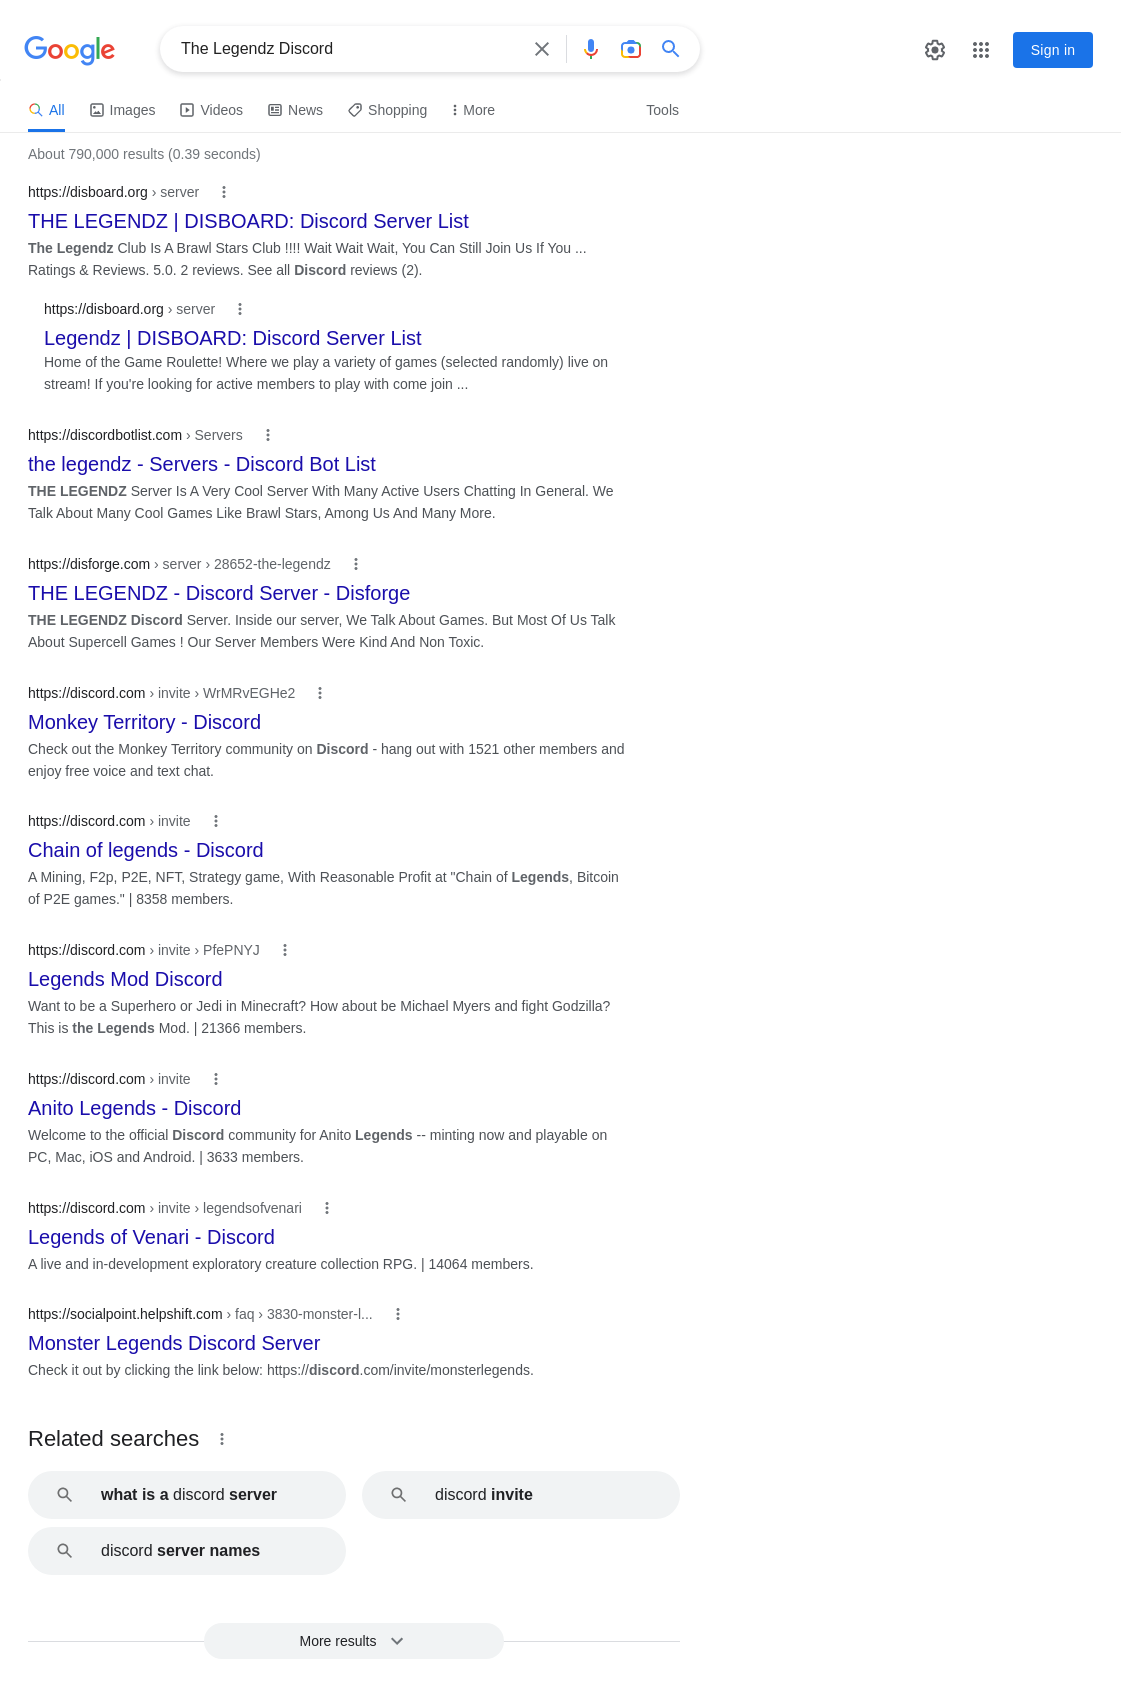 Google
The Legendz Discord
Sign in
All Images Videos News Shopping More Tools
About 790,000 results (0.39 seconds)
https://disboard.org › server
THE LEGENDZ | DISBOARD: Discord Server List
The Legendz Club Is A Brawl Stars Club !!!! Wait Wait Wait, You Can Still Join Us If You ...
Ratings & Reviews. 5.0. 2 reviews. See all Discord reviews (2).
https://disboard.org › server
Legendz | DISBOARD: Discord Server List
Home of the Game Roulette! Where we play a variety of games (selected randomly) live on
stream! If you're looking for active members to play with come join ...
https://discordbotlist.com › Servers
the legendz - Servers - Discord Bot List
THE LEGENDZ Server Is A Very Cool Server With Many Active Users Chatting In General. We
Talk About Many Cool Games Like Brawl Stars, Among Us And Many More.
https://disforge.com › server › 28652-the-legendz
THE LEGENDZ - Discord Server - Disforge
THE LEGENDZ Discord Server. Inside our server, We Talk About Games. But Most Of Us Talk
About Supercell Games ! Our Server Members Were Kind And Non Toxic.
https://discord.com › invite › WrMRvEGHe2
Monkey Territory - Discord
Check out the Monkey Territory community on Discord - hang out with 1521 other members and
enjoy free voice and text chat.
https://discord.com › invite
Chain of legends - Discord
A Mining, F2p, P2E, NFT, Strategy game, With Reasonable Profit at "Chain of Legends, Bitcoin
of P2E games." | 8358 members.
https://discord.com › invite › PfePNYJ
Legends Mod Discord
Want to be a Superhero or Jedi in Minecraft? How about be Michael Myers and fight Godzilla?
This is the Legends Mod. | 21366 members.
https://discord.com › invite
Anito Legends - Discord
Welcome to the official Discord community for Anito Legends -- minting now and playable on
PC, Mac, iOS and Android. | 3633 members.
https://discord.com › invite › legendsofvenari
Legends of Venari - Discord
A live and in-development exploratory creature collection RPG. | 14064 members.
https://socialpoint.helpshift.com › faq › 3830-monster-l...
Monster Legends Discord Server
Check it out by clicking the link below: https://discord.com/invite/monsterlegends.
Related searches
what is a discord server
discord invite
discord server names
More results